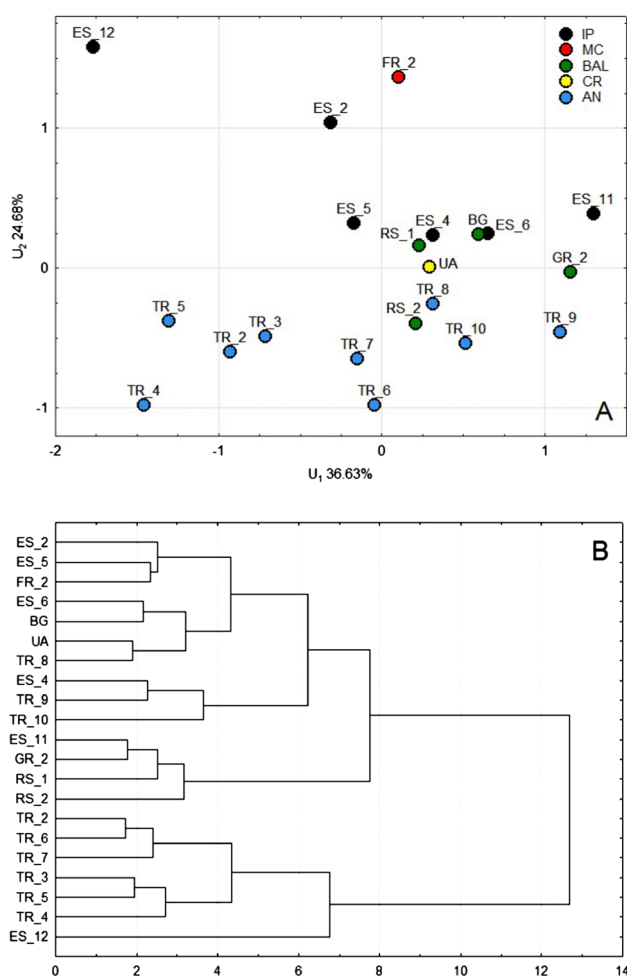 ES_12
IP
FR_2
MC
BAL
CR
AN
ES_2
1
ES_11
ES_5
RS_1
ES_4
BG
ES_6
GR_2
UA
0
TR_8
TR_5
TR_3
TR_2
TR_7
RS_2
TR_10
TR_9
TR_4
TR_6
-1
A
U2 24.68%
-2 -1 0 1
U1 36.63%
B
ES_2
ES_5
FR_2
ES_6
BG
UA
TR_8
ES_4
TR_9
TR_10
ES_11
GR_2
RS_1
RS_2
TR_2
TR_6
TR_7
TR_3
TR_5
TR_4
ES_12
0 2 4 6 8 10 12 14